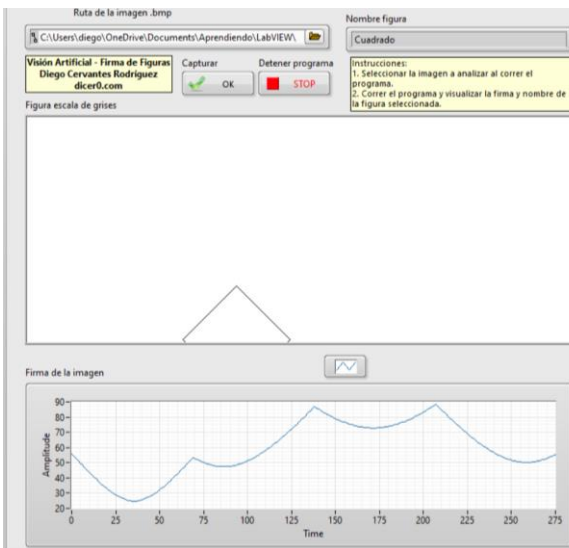 Ruta de la imagen .bmp
C:\Users\diego\OneDrive\Documents\Aprendiendo\LabVIEW\
Nombre figura
Cuadrado
Visión Artificial - Firma de Figuras
Diego Cervantes Rodríguez
dicer0.com
Capturar
OK
Detener programa
STOP
Instrucciones:
1. Seleccionar la imagen a analizar al correr el
programa.
2. Correr el programa y visualizar la firma y nombre de
la figura seleccionada.
Figura escala de grises
Firma de la imagen
Amplitude
90
80
70
60
50
40
30
20
0 25 50 75 100 125 150 175 200 225 250 275
Time